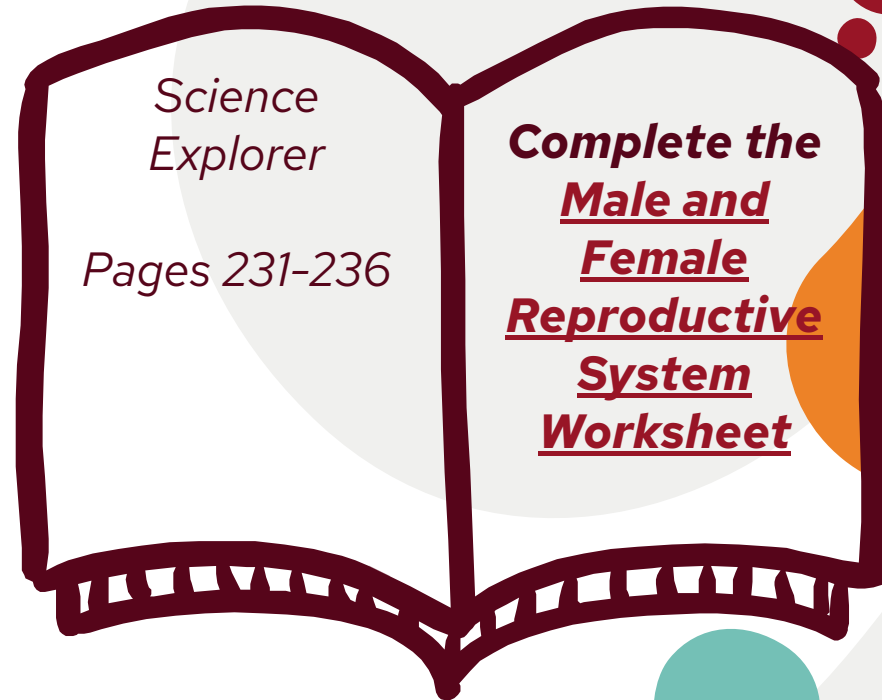 Science
Explorer
Pages 231-236
Complete the
Male and
Female
Reproductive
System
Worksheet